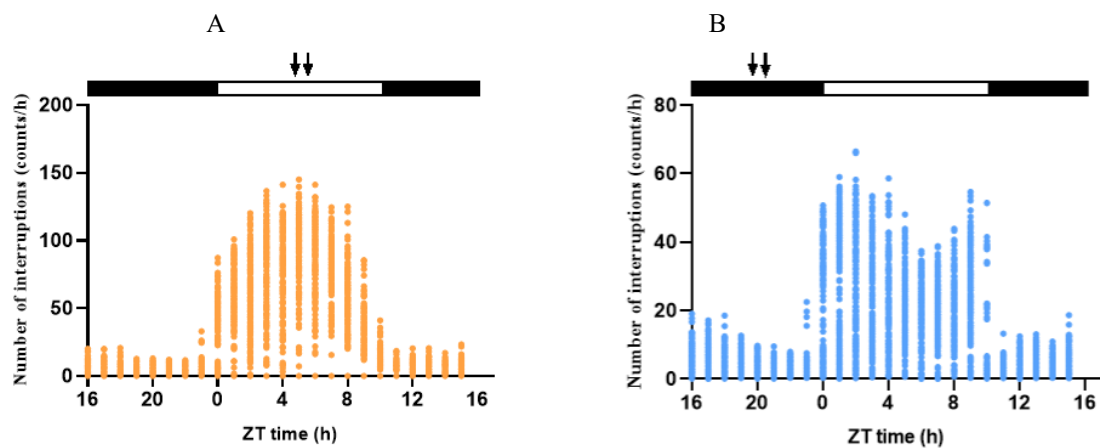 A
B
Number of interruptions (counts/h)
200
150
100
50
0
16 20 0 4 8 12 16
ZT time (h)
Number of interruptions (counts/h)
80
60
40
20
0
16 20 0 4 8 12 16
ZT time (h)